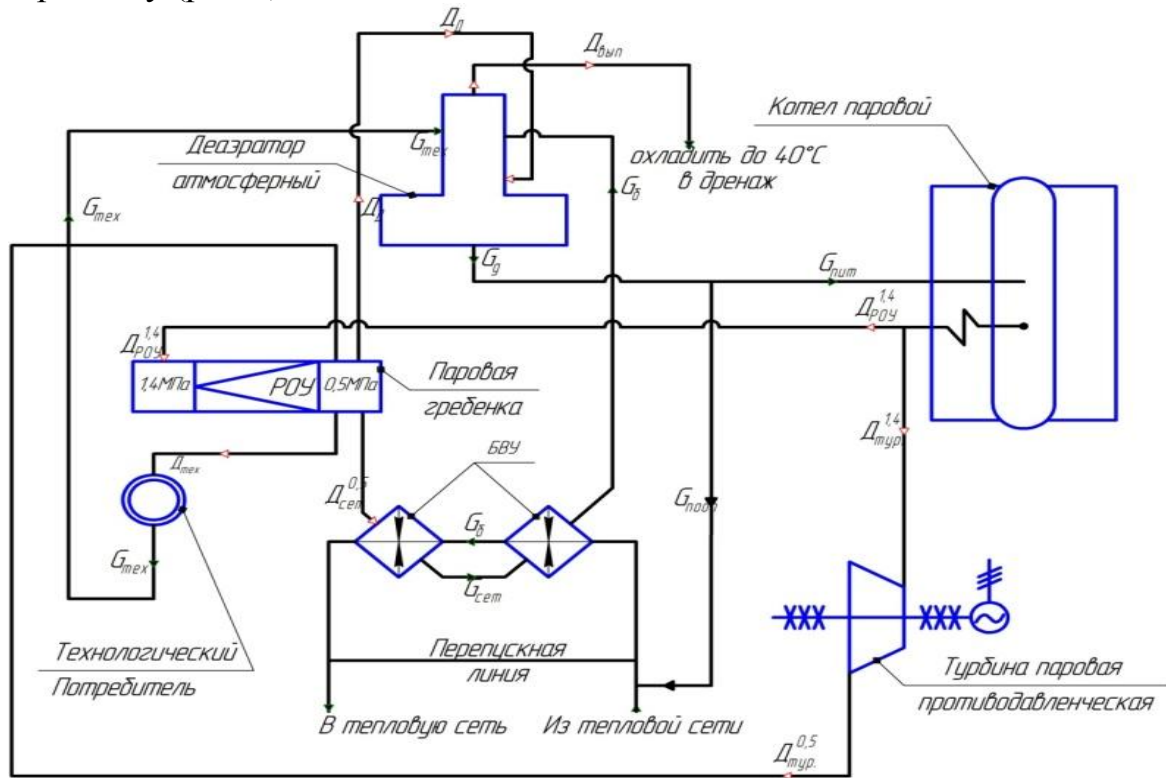 Д_Д
Д_вып
Котел паровой
G_тех
Деаэратор
атмосферный
охладить до 40°С
в дренаж
G_тех
Д_Д
G_б
G_д
G_пит
Д_РОУ^1,4
Д_РОУ^1,4
1,4МПа
РОУ
0,5МПа
Паровая
гребенка
Д_тур.^1,4
Д_тех
БВУ
Д_сет^0,5
G_подп
G_б
G_тех
G_сет
Технологический
Потребитель
Перепускная
линия
Турбина паровая
противодавленческая
В тепловую сеть
Из тепловой сети
Д_тур.^0,5